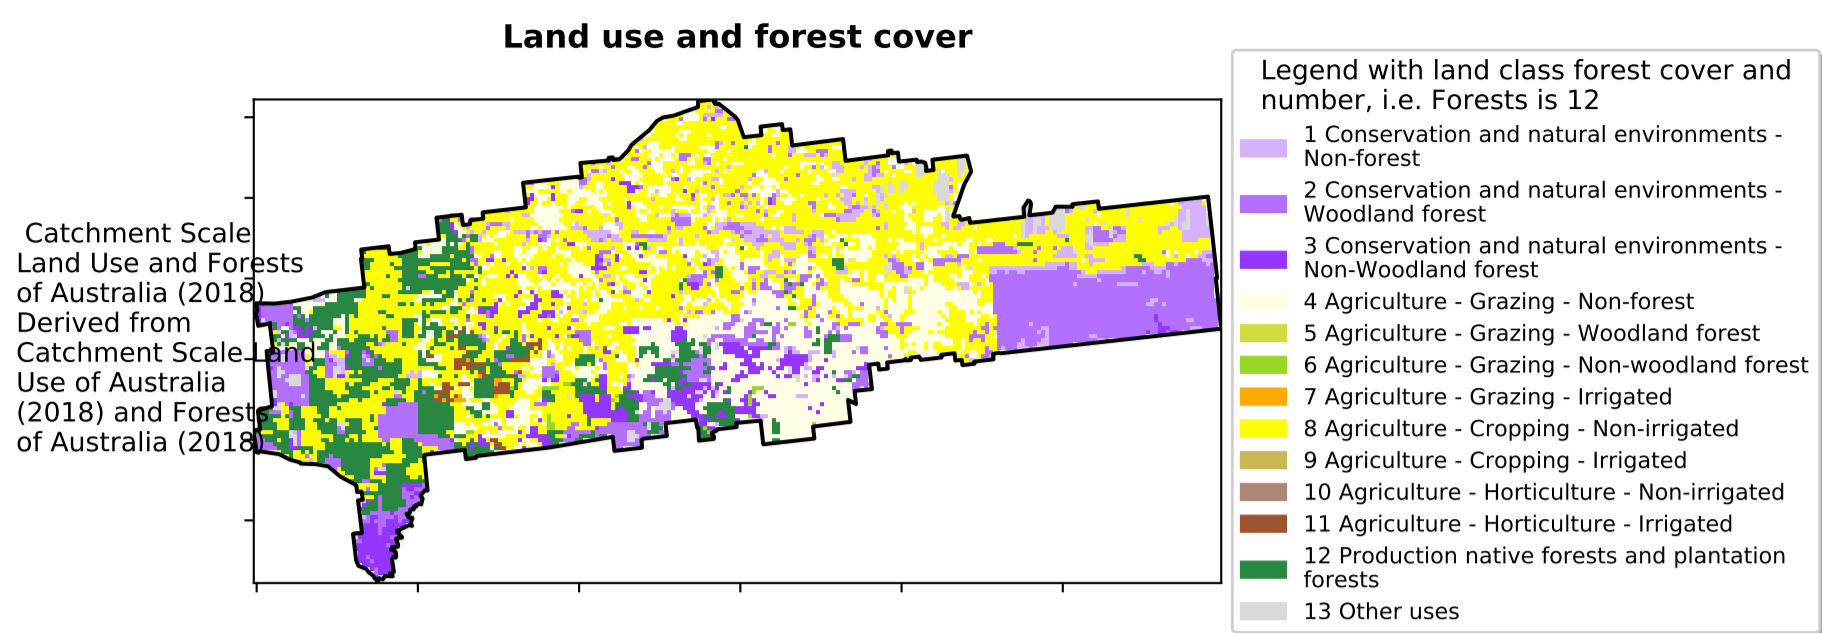 Land use and forest cover
Catchment Scale
Land Use and Forests
of Australia (2018)
Derived from
Catchment Scale Land
Use of Australia
(2018) and Forests
of Australia (2018)
Legend with land class forest cover and
number, i.e. Forests is 12
1 Conservation and natural environments -
Non-forest
2 Conservation and natural environments -
Woodland forest
3 Conservation and natural environments -
Non-Woodland forest
4 Agriculture - Grazing - Non-forest
5 Agriculture - Grazing - Woodland forest
6 Agriculture - Grazing - Non-woodland forest
7 Agriculture - Grazing - Irrigated
8 Agriculture - Cropping - Non-irrigated
9 Agriculture - Cropping - Irrigated
10 Agriculture - Horticulture - Non-irrigated
11 Agriculture - Horticulture - Irrigated
12 Production native forests and plantation
forests
13 Other uses